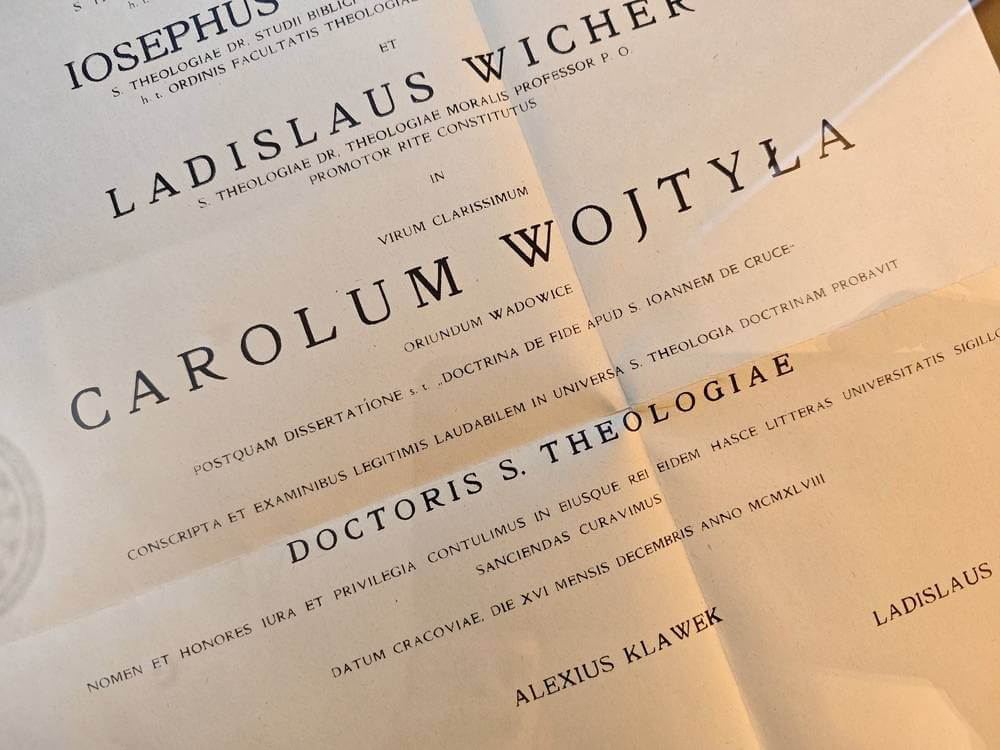 IOSEPHUS
S. THEOLOGIAE DR. STUDII BIBLICI
h. t. ORDINIS FACULTATIS THEOLOGIAE
ET
LADISLAUS WICHER
S. THEOLOGIAE DR. THEOLOGIAE MORALIS PROFESSOR P. O.
PROMOTOR RITE CONSTITUTUS
IN
VIRUM CLARISSIMUM
CAROLUM WOJTYŁA
ORIUNDUM WADOWICE
POSTQUAM DISSERTATIONE s. t. „DOCTRINA DE FIDE APUD S. IOANNEM DE CRUCE“
CONSCRIPTA ET EXAMINIBUS LEGITIMIS LAUDABILEM IN UNIVERSA S. THEOLOGIA DOCTRINAM PROBAVIT
DOCTORIS S. THEOLOGIAE
NOMEN ET HONORES IURA ET PRIVILEGIA CONTULIMUS IN EIUSQUE REI EIDEM HASCE LITTERAS UNIVERSITATIS SIGILLO
SANCIENDAS CURAVIMUS
DATUM CRACOVIAE, DIE XVI MENSIS DECEMBRIS ANNO MCMXLVIII
ALEXIUS KLAWEK
LADISLAUS